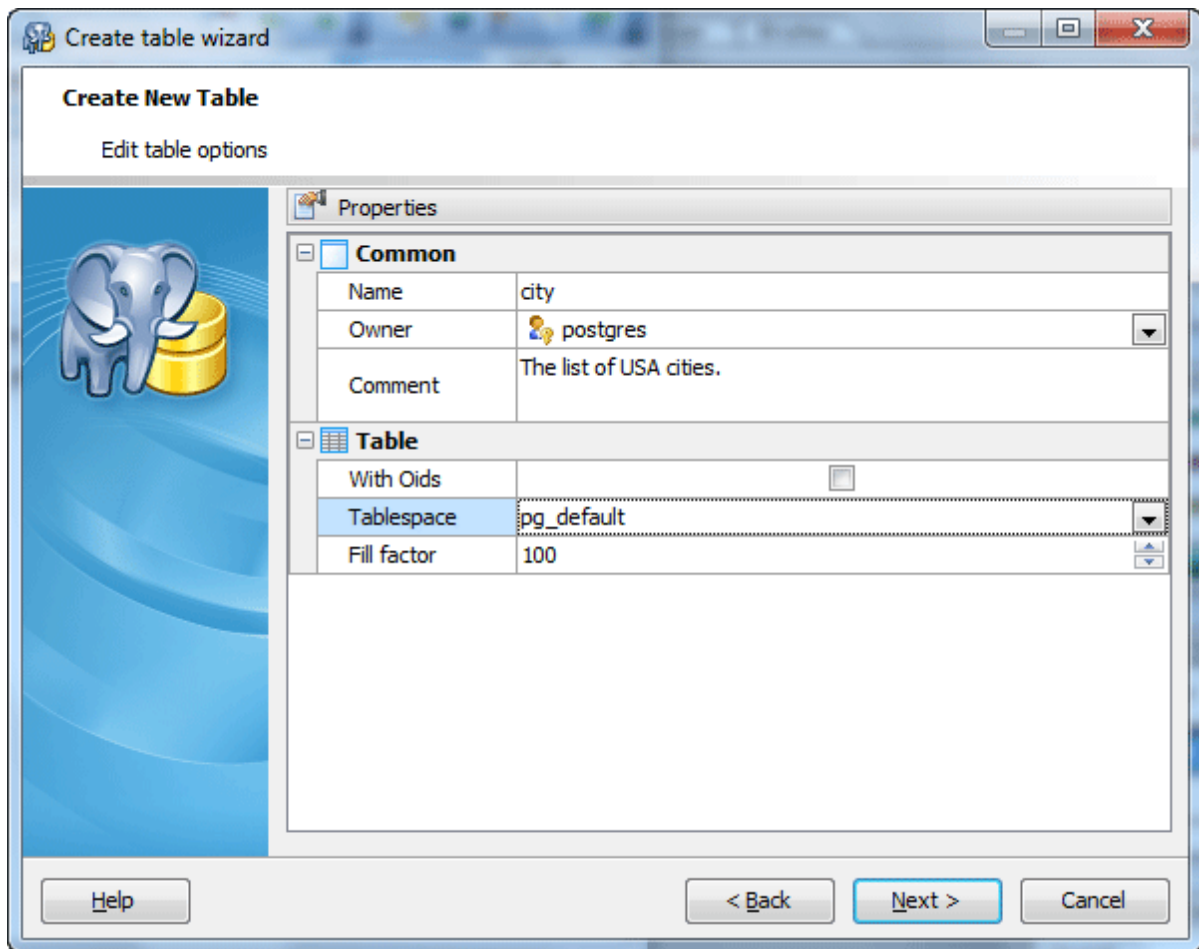 Create table wizard
Create New Table
Edit table options
Properties
Common
Name city
Owner postgres
Comment The list of USA cities.
Table
With Oids
Tablespace pg_default
Fill factor 100
Help < Back Next > Cancel